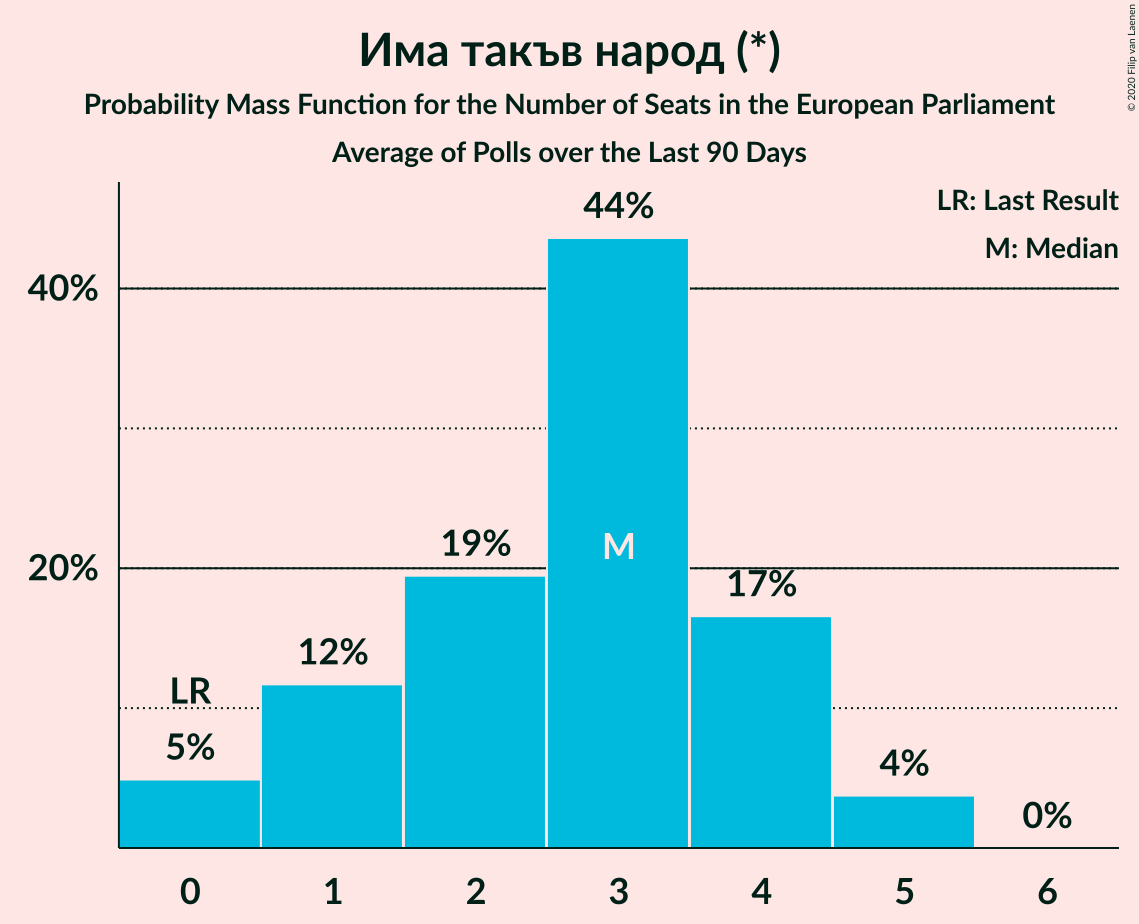 Има такъв народ (*)
Probability Mass Function for the Number of Seats in the European Parliament
Average of Polls over the Last 90 Days
© 2020 Filip van Laenen
LR: Last Result
M: Median
44%
40%
19%
M
20%
17%
12%
LR
5%
4%
0%
0 1 2 3 4 5 6